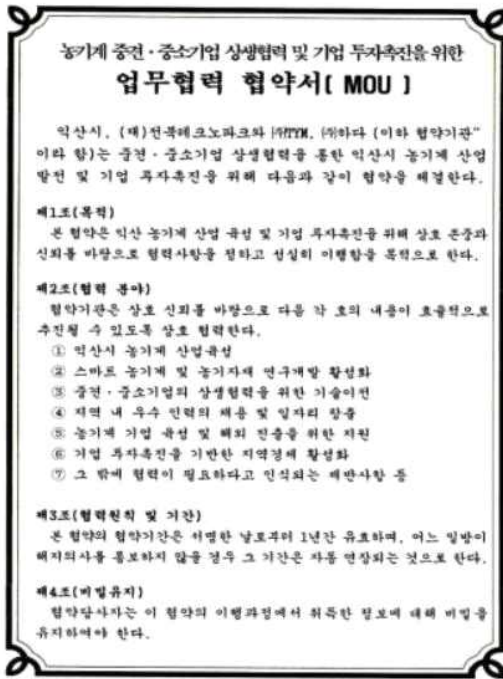 농기계 중견·중소기업 상생협력 및 기업 투자촉진을 위한
업무협력 협약서( MOU )
익산시, (재)전북테크노파크와 ㈜TYM, ㈜하다 (이하 협약기관"
이라 함)는 중견·중소기업 상생협력을 통한 익산시 농기계 산업
발전 및 기업 투자촉진을 위해 다음과 같이 협약을 체결한다.
제1조(목적)
본 협약은 익산 농기계 산업 육성 및 기업 투자촉진을 위해 상호 존중과
신뢰를 바탕으로 협력사항을 정하고 성실히 이행함을 목적으로 한다.
제2조(협력 분야)
협약기관은 상호 신뢰를 바탕으로 다음 각 호의 내용이 효율적으로
추진될 수 있도록 상호 협력한다.
① 익산시 농기계 산업육성
② 스마트 농기계 및 농기자재 연구개발 활성화
③ 중견·중소기업의 상생협력을 위한 기술이전
④ 지역 내 우수 인력의 채용 및 일자리 창출
⑤ 농기계 기업 육성 및 해외 진출을 위한 지원
⑥ 기업 투자촉진을 기반한 지역경제 활성화
⑦ 그 밖에 협력이 필요하다고 인식되는 제반사항 등
제3조(협력원칙 및 기간)
본 협약의 협약기간은 서명한 날로부터 1년간 유효하며, 어느 일방이
해지의사를 통보하지 않을 경우 그 기간은 자동 연장되는 것으로 한다.
제4조(비밀유지)
협약당사자는 이 협약의 이행과정에서 취득한 정보에 대해 비밀을
유지하여야 한다.